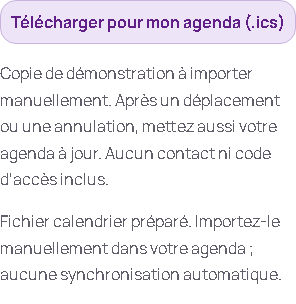 Télécharger pour mon agenda (.ics)
Copie de démonstration à importer
manuellement. Après un déplacement
ou une annulation, mettez aussi votre
agenda à jour. Aucun contact ni code
d'accès inclus.
Fichier calendrier préparé. Importez-le
manuellement dans votre agenda ;
aucune synchronisation automatique.